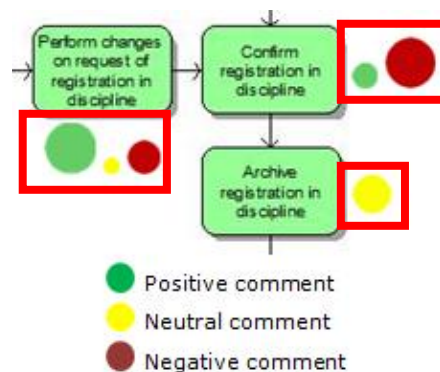 Perform changes
on request of
registration in
discipline
Confirm
registration in
discipline
Archive
registration in
discipline
Positive comment
Neutral comment
Negative comment